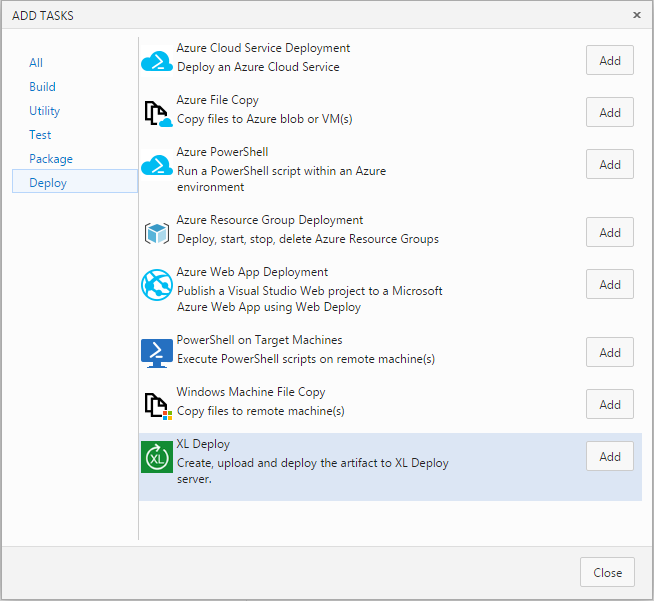 ADD TASKS ×
All
Build
Utility
Test
Package
Deploy
Azure Cloud Service Deployment
Deploy an Azure Cloud Service
Add
Azure File Copy
Copy files to Azure blob or VM(s)
Add
Azure PowerShell
Run a PowerShell script within an Azure
environment
Add
Azure Resource Group Deployment
Deploy, start, stop, delete Azure Resource Groups
Add
Azure Web App Deployment
Publish a Visual Studio Web project to a Microsoft
Azure Web App using Web Deploy
Add
PowerShell on Target Machines
Execute PowerShell scripts on remote machine(s)
Add
Windows Machine File Copy
Copy files to remote machine(s)
Add
XL
XL Deploy
Create, upload and deploy the artifact to XL Deploy
server.
Add
Close